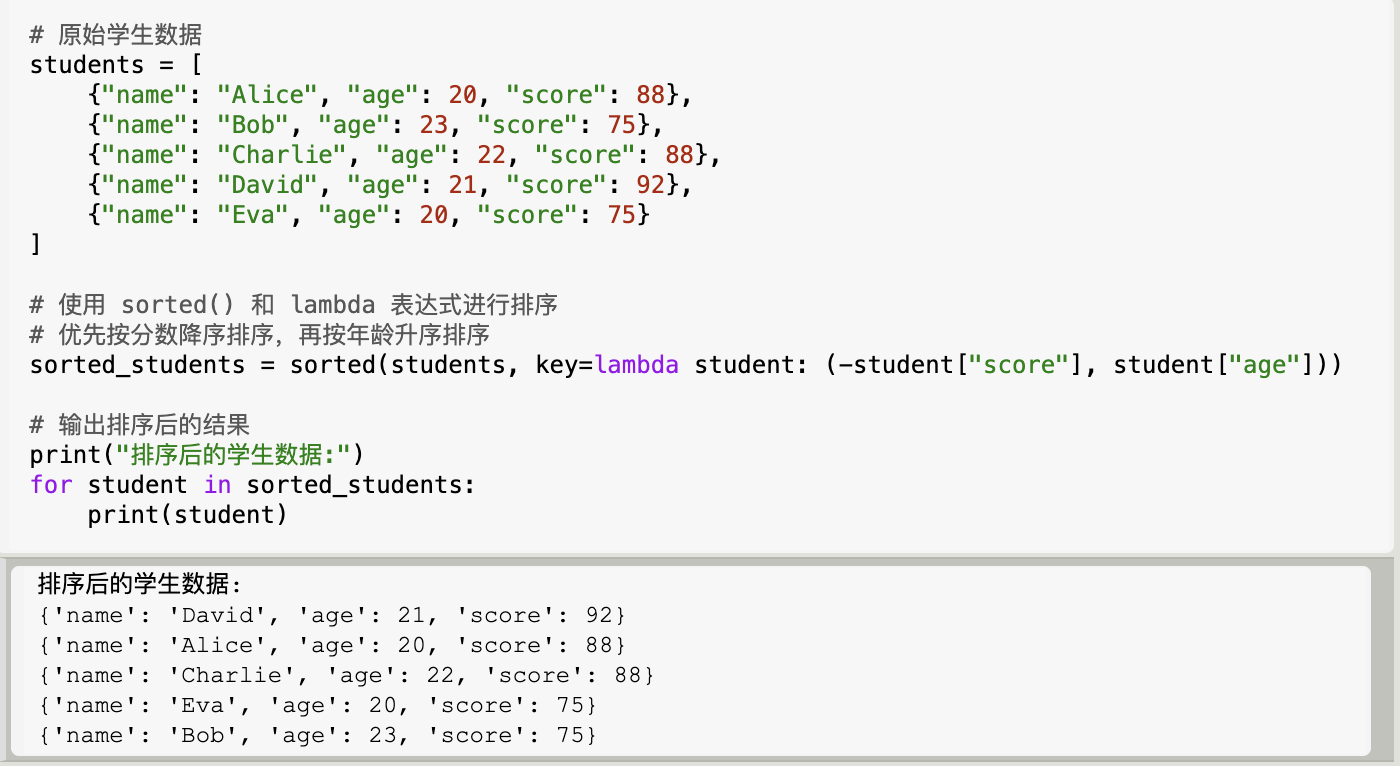 # 原始学生数据
students = [
    {"name": "Alice", "age": 20, "score": 88},
    {"name": "Bob", "age": 23, "score": 75},
    {"name": "Charlie", "age": 22, "score": 88},
    {"name": "David", "age": 21, "score": 92},
    {"name": "Eva", "age": 20, "score": 75}
]
# 使用 sorted() 和 lambda 表达式进行排序
# 优先按分数降序排序，再按年龄升序排序
sorted_students = sorted(students, key=lambda student: (-student["score"], student["age"]))
# 输出排序后的结果
print("排序后的学生数据:")
for student in sorted_students:
    print(student)
排序后的学生数据:
{'name': 'David', 'age': 21, 'score': 92}
{'name': 'Alice', 'age': 20, 'score': 88}
{'name': 'Charlie', 'age': 22, 'score': 88}
{'name': 'Eva', 'age': 20, 'score': 75}
{'name': 'Bob', 'age': 23, 'score': 75}